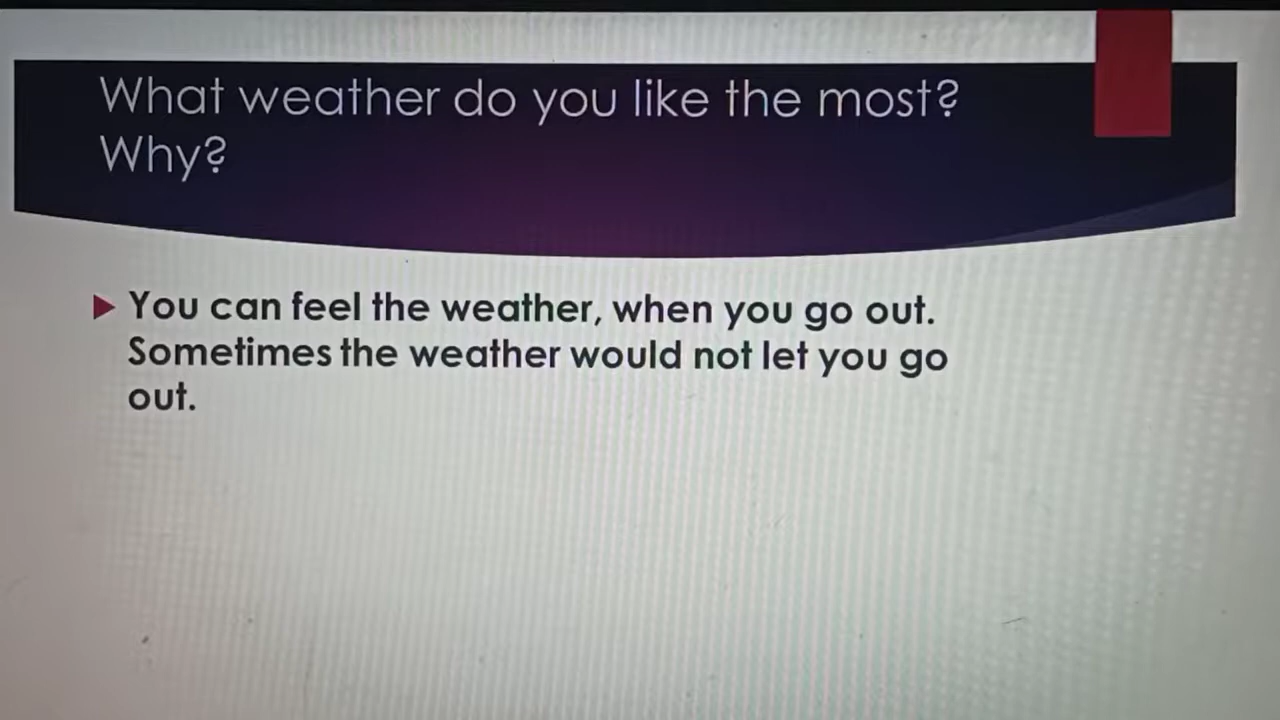 What weather do you like the most?
Why?
You can feel the weather, when you go out.
Sometimes the weather would not let you go
out.